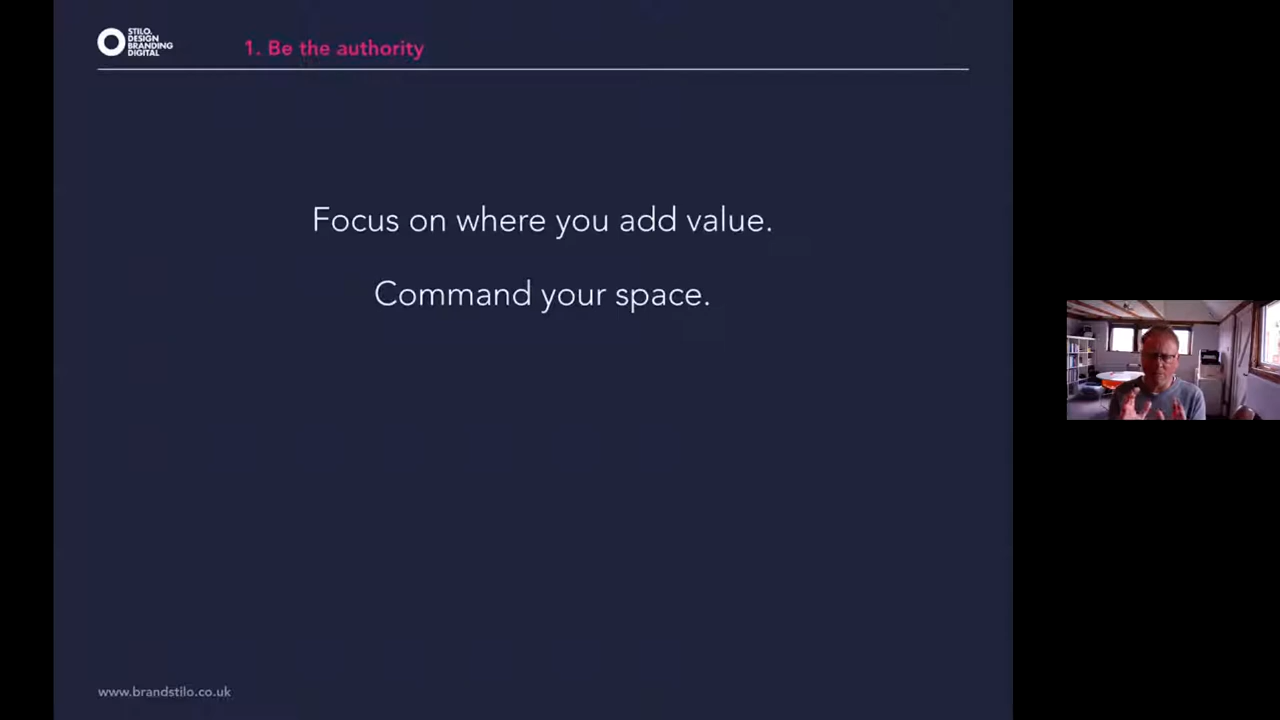 STILO.
DESIGN
BRANDING
DIGITAL
1. Be the authority
Focus on where you add value.
Command your space.
www.brandstilo.co.uk